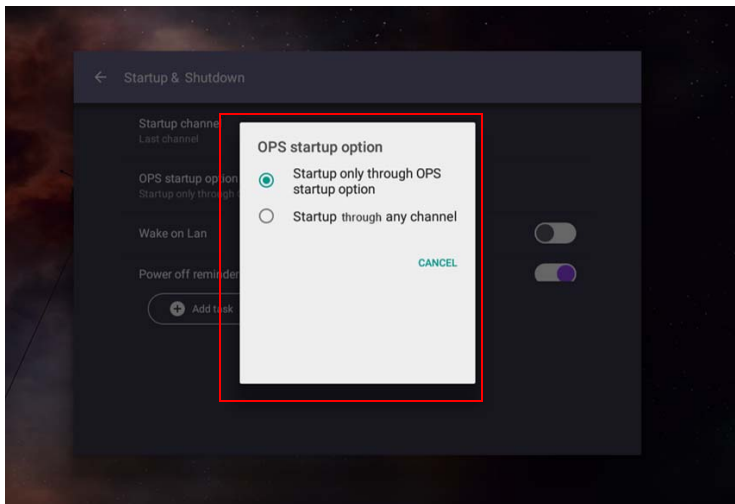 Startup & Shutdown
Startup channel
Last channel
OPS startup option
Startup only through
Wake on Lan
Power off reminder
Add task
OPS startup option
Startup only through OPS
startup option
Startup through any channel
CANCEL